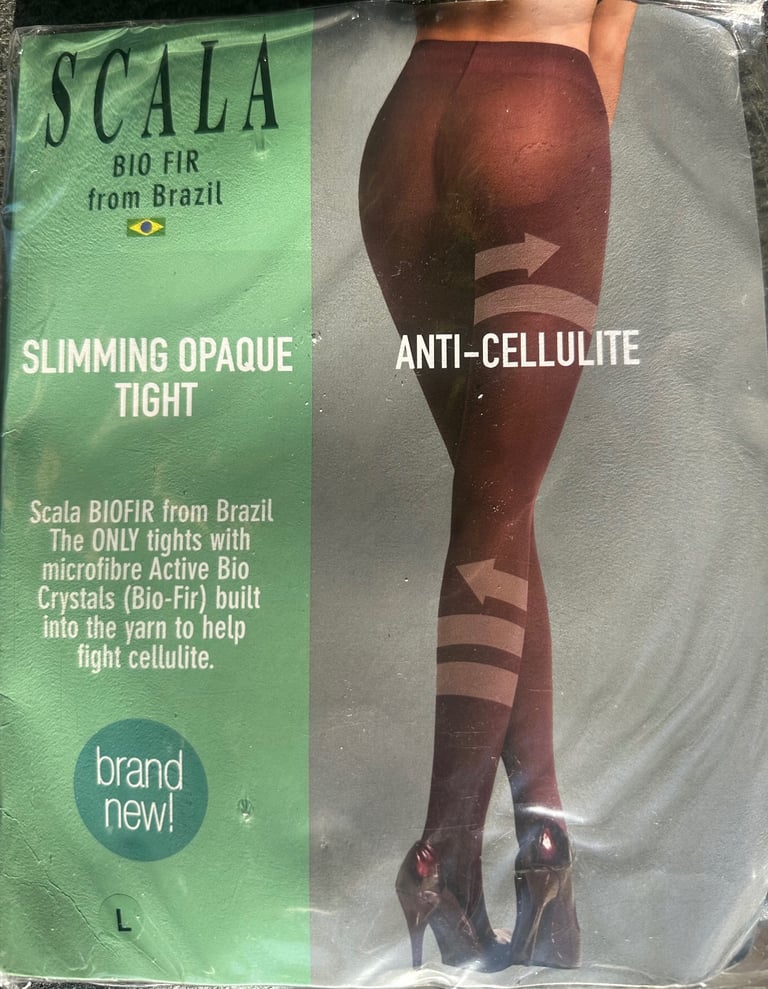 SCALA
BIO FIR
from Brazil
SLIMMING OPAQUE
TIGHT
ANTI-CELLULITE
Scala BIOFIR from Brazil
The ONLY tights with
microfibre Active Bio
Crystals (Bio-Fir) built
into the yarn to help
fight cellulite.
brand
new!
L